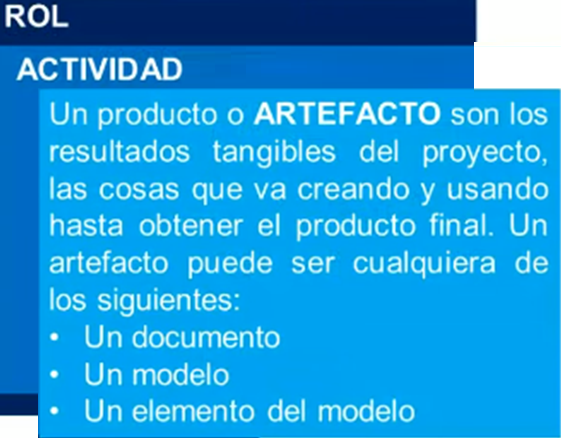 ROL
ACTIVIDAD
Un producto o ARTEFACTO son los
resultados tangibles del proyecto,
las cosas que va creando y usando
hasta obtener el producto final. Un
artefacto puede ser cualquiera de
los siguientes:
• Un documento
• Un modelo
• Un elemento del modelo